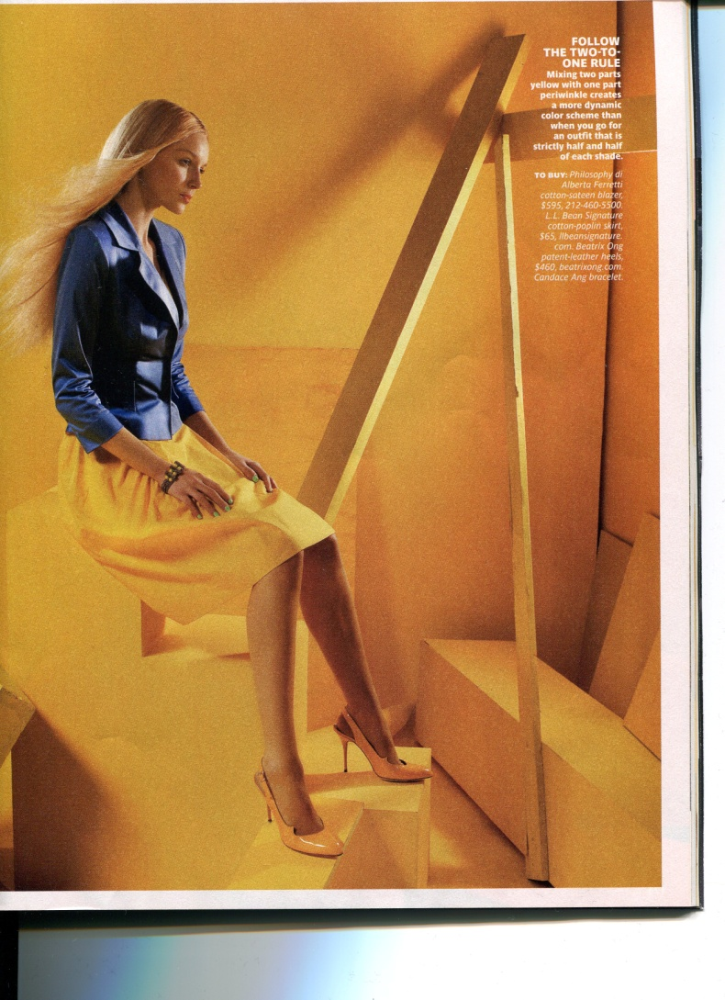 FOLLOW
THE TWO-TO-
ONE RULE
Mixing two parts
yellow with one part
periwinkle creates
a more dynamic
color scheme than
when you go for
an outfit that is
strictly half and half
of each shade.
TO BUY: Philosophy di
Alberta Ferretti
cotton-sateen blazer,
$595, 212-460-5500.
L.L. Bean Signature
cotton-poplin skirt,
$65, llbeansignature.
com. Beatrix Ong
patent-leather heels,
$460, beatrixong.com.
Candace Ang bracelet.